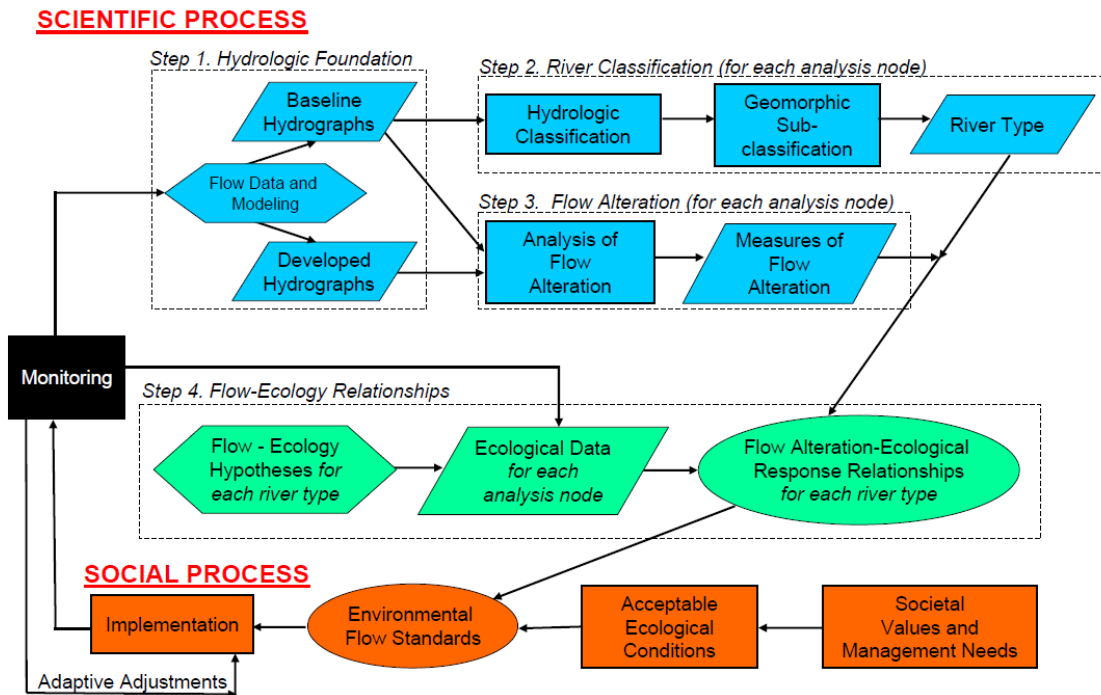 SCIENTIFIC PROCESS
Step 1. Hydrologic Foundation
Step 2. River Classification (for each analysis node)
Baseline
Hydrographs
Hydrologic
Classification
Geomorphic
Sub-
classification
River Type
Flow Data and
Modeling
Step 3. Flow Alteration (for each analysis node)
Developed
Hydrographs
Analysis of
Flow
Alteration
Measures of
Flow
Alteration
Monitoring
Step 4. Flow-Ecology Relationships
Flow - Ecology
Hypotheses for
each river type
Ecological Data
for each
analysis node
Flow Alteration-Ecological
Response Relationships
for each river type
SOCIAL PROCESS
Implementation
Environmental
Flow Standards
Acceptable
Ecological
Conditions
Societal
Values and
Management Needs
Adaptive Adjustments